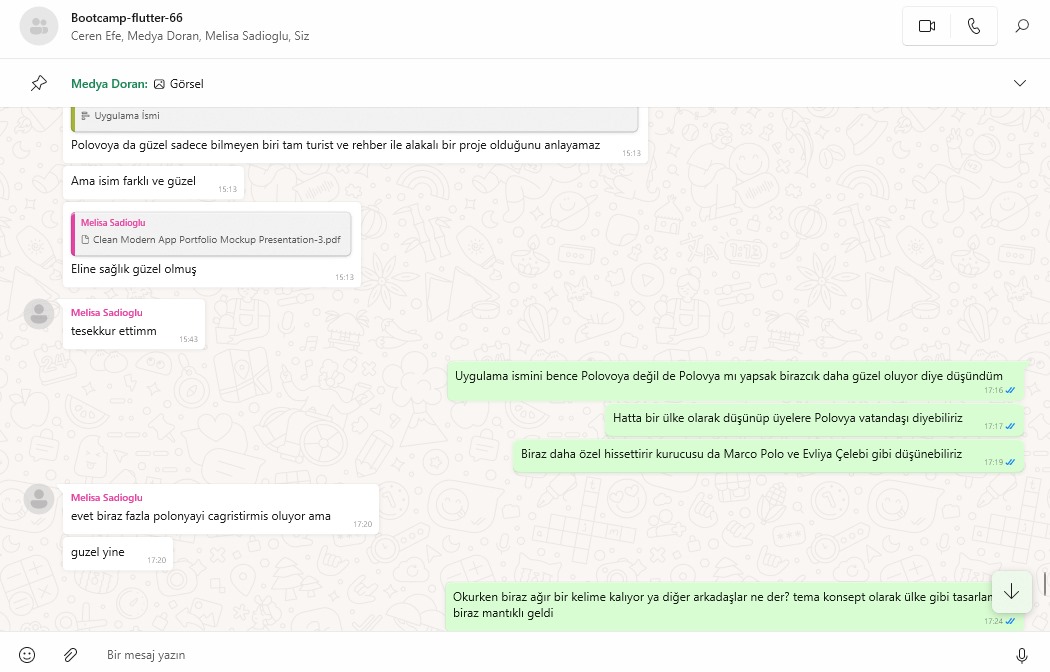 Bootcamp-flutter-66
Ceren Efe, Medya Doran, Melisa Sadioglu, Siz
Medya Doran: Görsel
Uygulama İsmi
Polovoya da güzel sadece bilmeyen biri tam turist ve rehber ile alakalı bir proje olduğunu anlayamaz
15:13
Ama isim farklı ve güzel
15:13
Melisa Sadioglu
Clean Modern App Portfolio Mockup Presentation-3.pdf
Eline sağlık güzel olmuş
15:13
Melisa Sadioglu
tesekkur ettimm
15:43
Uygulama ismini bence Polovoya değil de Polovya mı yapsak birazcık daha güzel oluyor diye düşündüm
17:16
Hatta bir ülke olarak düşünüp üyelere Polovya vatandaşı diyebiliriz
17:17
Biraz daha özel hissettirir kurucusu da Marco Polo ve Evliya Çelebi gibi düşünebiliriz
17:19
Melisa Sadioglu
evet biraz fazla polonyayi cagristirmis oluyor ama
17:20
guzel yine
17:20
Okurken biraz ağır bir kelime kalıyor ya diğer arkadaşlar ne der? tema konsept olarak ülke gibi
biraz mantıklı geldi
17:24
Bir mesaj yazın